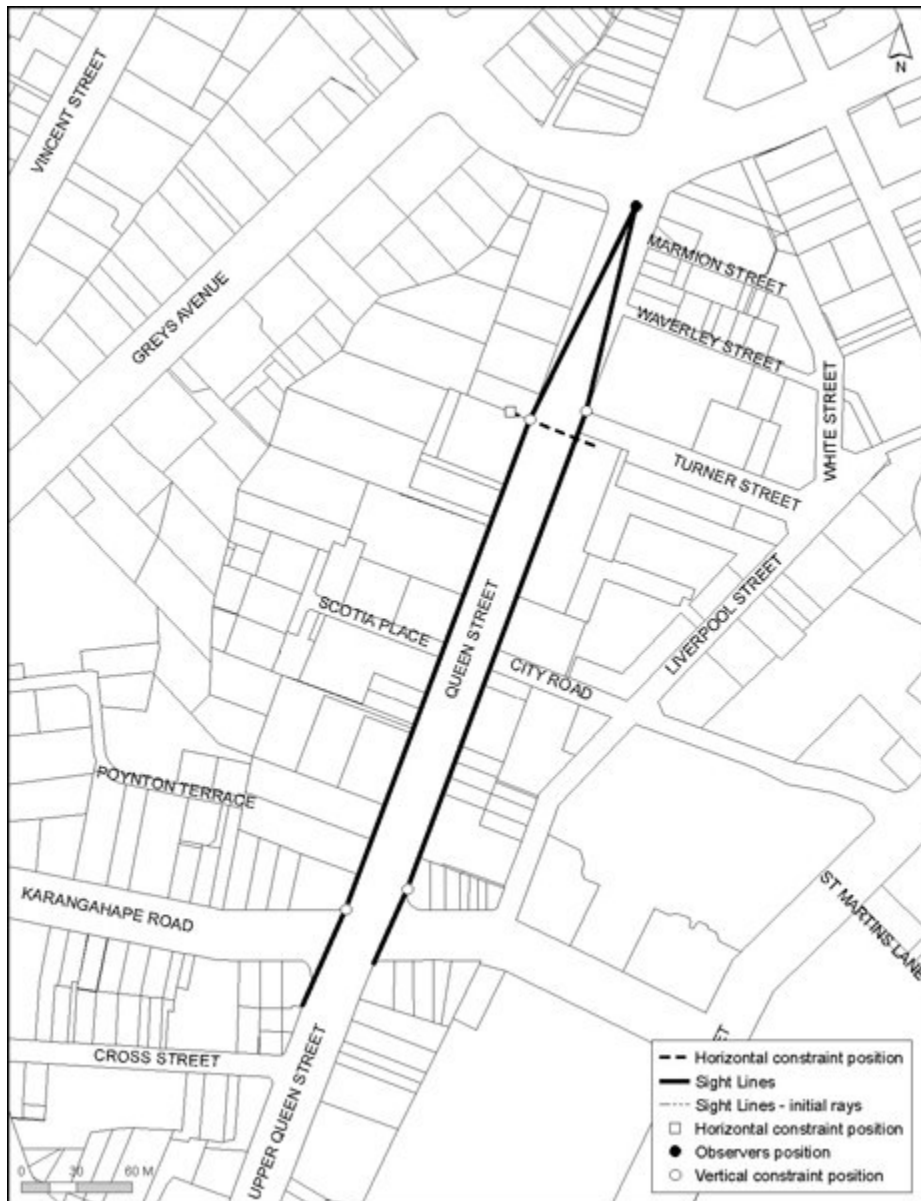 N
VINCENT STREET
GREYS AVENUE
MARMION STREET
WAVERLEY STREET
WHITE STREET
TURNER STREET
LIVERPOOL STREET
SCOTIA PLACE
QUEEN STREET
CITY ROAD
POYNTON TERRACE
KARANGAHAPE ROAD
ST MARTINS LANE
CROSS STREET
UPPER QUEEN STREET
ET
Horizontal constraint position
Sight Lines
Sight Lines - initial rays
Horizontal constraint position
Observers position
Vertical constraint position
0 30 60 M